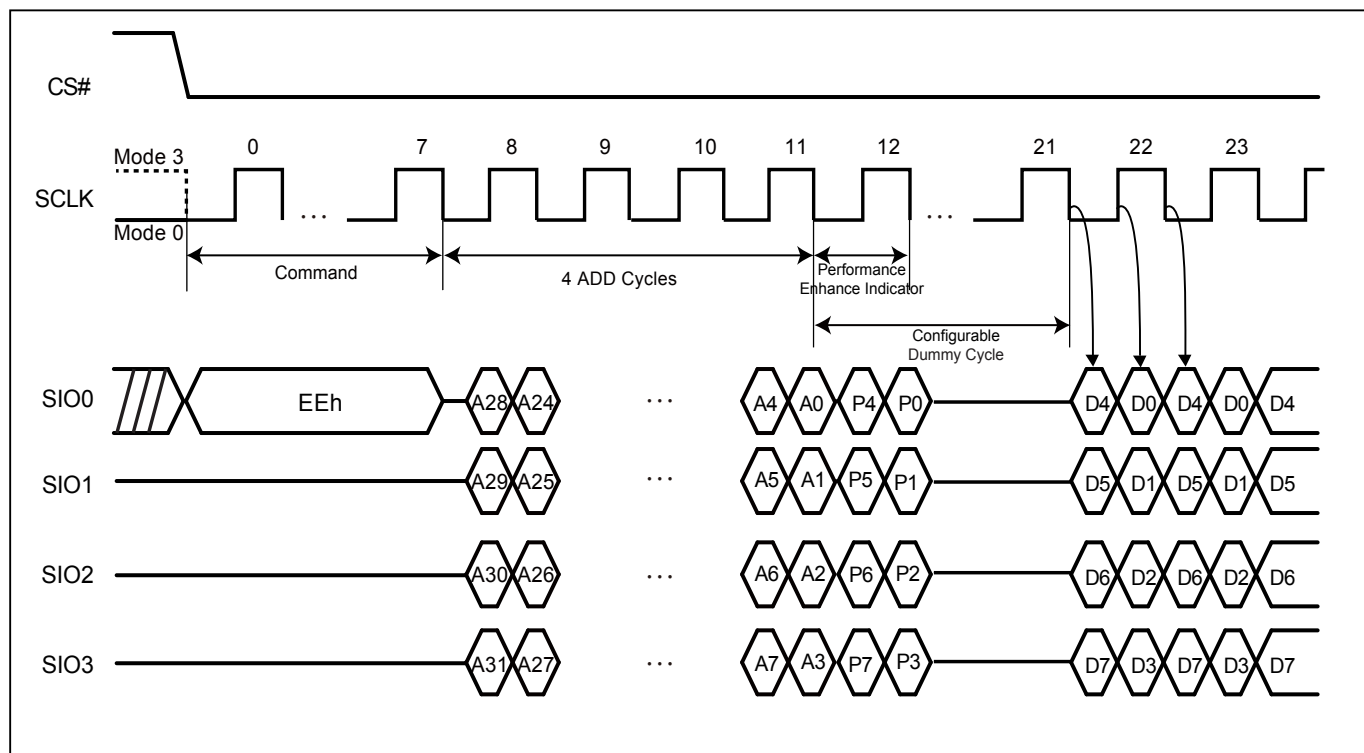 CS#
0 7 8 9 10 11 12 21 22 23
Mode 3
SCLK
... ...
Mode 0
Command
4 ADD Cycles
Performance
Enhance Indicator
Configurable
Dummy Cycle
SIO0 EEh A28 A24 ... A4 A0 P4 P0 D4 D0 D4 D0 D4
SIO1 A29 A25 ... A5 A1 P5 P1 D5 D1 D5 D1 D5
SIO2 A30 A26 ... A6 A2 P6 P2 D6 D2 D6 D2 D6
SIO3 A31 A27 ... A7 A3 P7 P3 D7 D3 D7 D3 D7